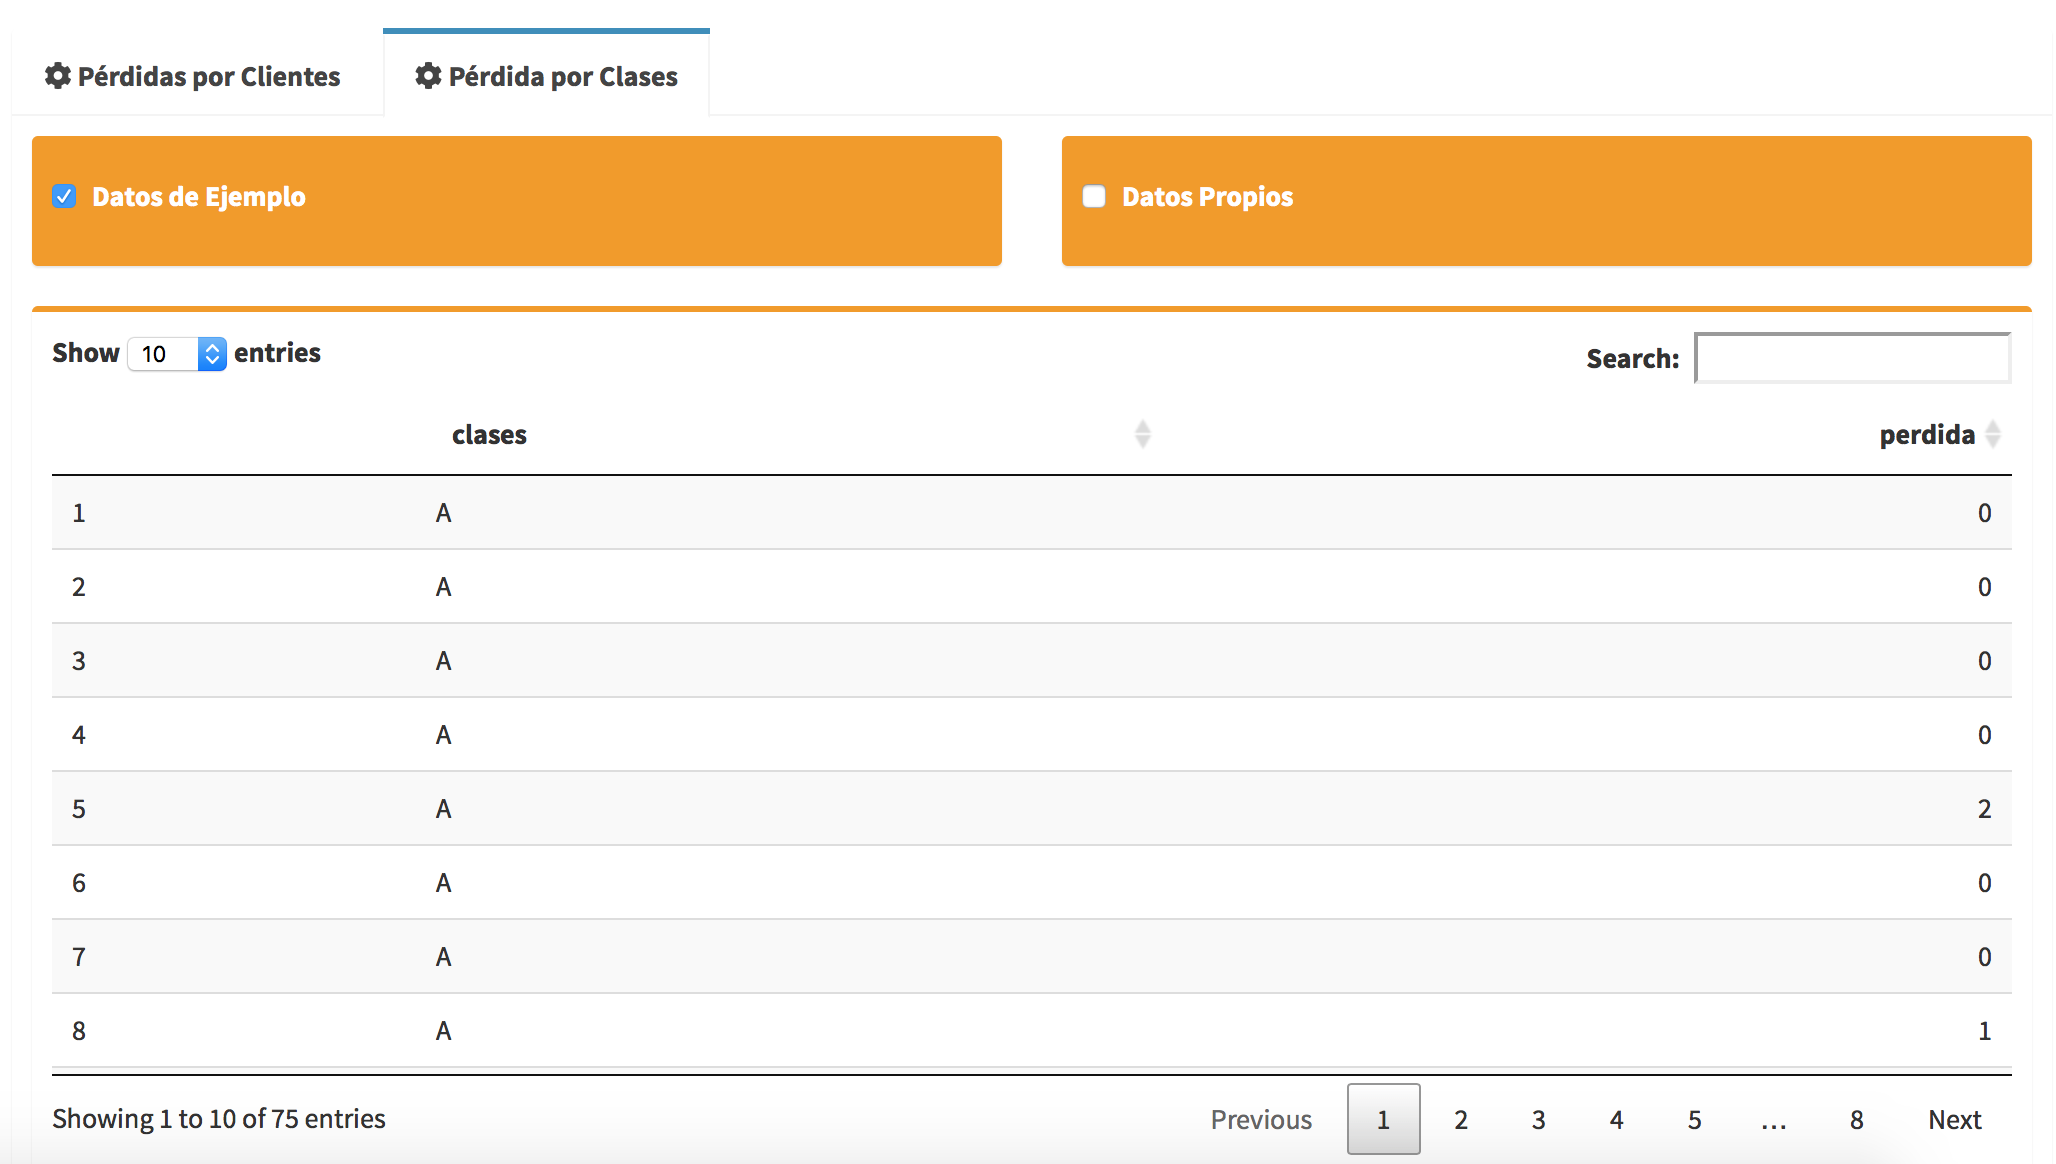 Pérdidas por Clientes Pérdida por Clases
Datos de Ejemplo Datos Propios
Show 10 entries Search:
clases perdida
1 A 0
2 A 0
3 A 0
4 A 0
5 A 2
6 A 0
7 A 0
8 A 1
Showing 1 to 10 of 75 entries Previous 1 2 3 4 5 … 8 Next